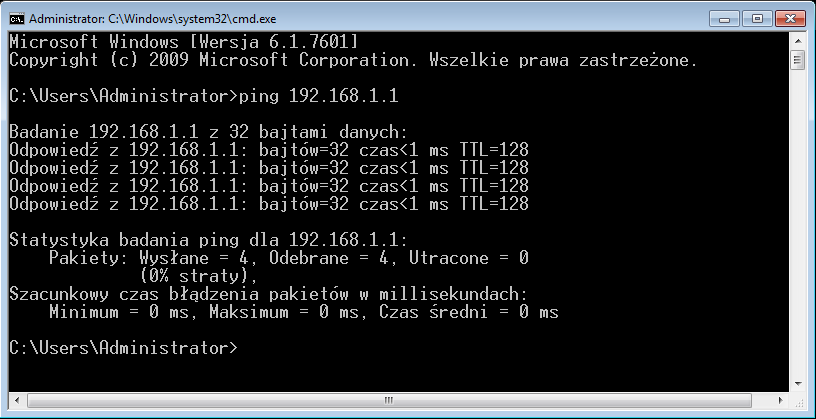 Administrator: C:\Windows\system32\cmd.exe
Microsoft Windows [Wersja 6.1.7601]
Copyright (c) 2009 Microsoft Corporation. Wszelkie prawa zastrzeżone.
C:\Users\Administrator>ping 192.168.1.1
Badanie 192.168.1.1 z 32 bajtami danych:
Odpowiedź z 192.168.1.1: bajtów=32 czas<1 ms TTL=128
Odpowiedź z 192.168.1.1: bajtów=32 czas<1 ms TTL=128
Odpowiedź z 192.168.1.1: bajtów=32 czas<1 ms TTL=128
Odpowiedź z 192.168.1.1: bajtów=32 czas<1 ms TTL=128
Statystyka badania ping dla 192.168.1.1:
    Pakiety: Wysłane = 4, Odebrane = 4, Utracone = 0
             (0% straty),
Szacunkowy czas błądzenia pakietów w millisekundach:
    Minimum = 0 ms, Maksimum = 0 ms, Czas średni = 0 ms
C:\Users\Administrator>